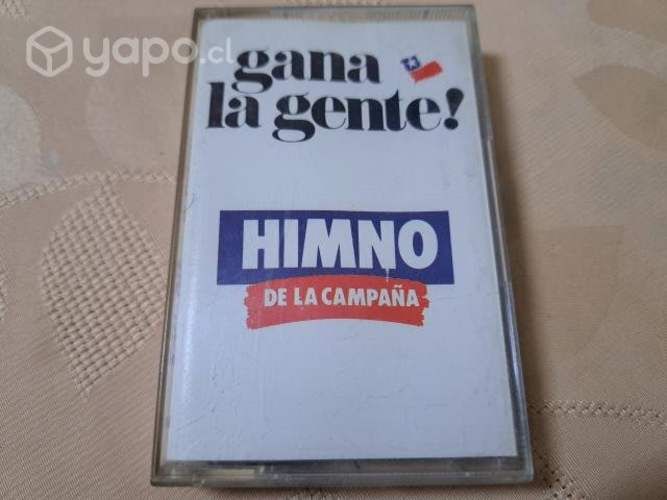 yapo.cl
gana
la gente!
HIMNO
DE LA CAMPAÑA